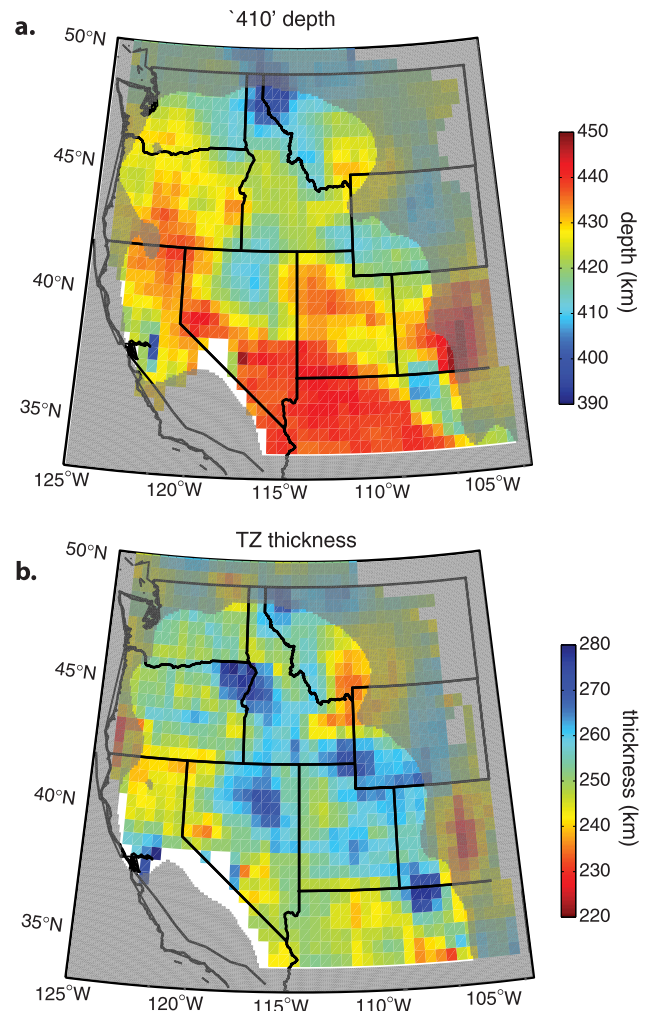 a.
`410' depth
50°N
45°N
40°N
35°N
125°W
120°W
115°W
110°W
105°W
450
440
430
420
410
400
390
depth (km)
b.
TZ thickness
50°N
45°N
40°N
35°N
125°W
120°W
115°W
110°W
105°W
280
270
260
250
240
230
220
thickness (km)